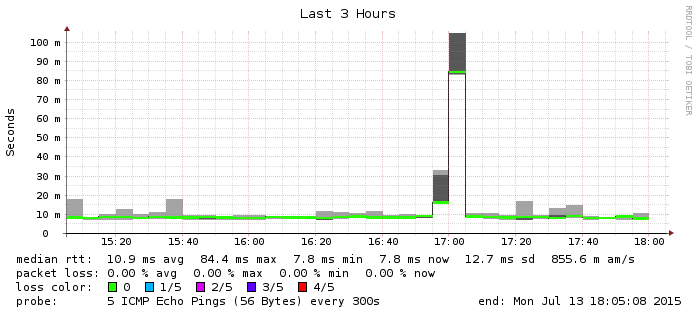 Last 3 Hours
RRDTOOL / TOBI OETIKER
Seconds
100 m
90 m
80 m
70 m
60 m
50 m
40 m
30 m
20 m
10 m
0
15:20 15:40 16:00 16:20 16:40 17:00 17:20 17:40 18:00
median rtt: 10.9 ms avg 84.4 ms max 7.8 ms min 7.8 ms now 12.7 ms sd 855.6 m am/s
packet loss: 0.00 % avg 0.00 % max 0.00 % min 0.00 % now
loss color: 0 1/5 2/5 3/5 4/5
probe: 5 ICMP Echo Pings (56 Bytes) every 300s end: Mon Jul 13 18:05:08 2015